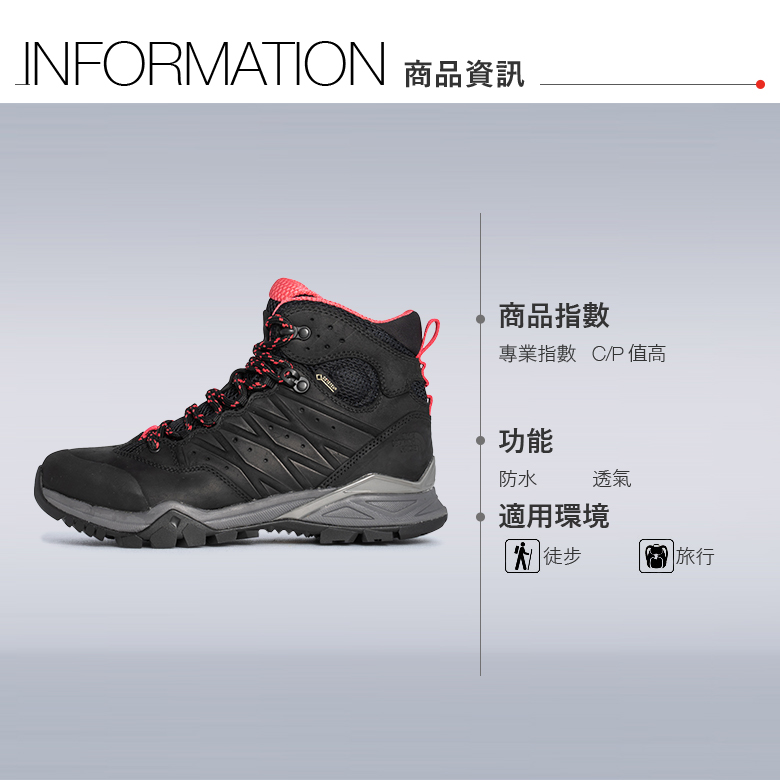 INFORMATION 商品資訊
商品指數
專業指數 C/P 值高
功能
防水 透氣
適用環境
徒步 旅行